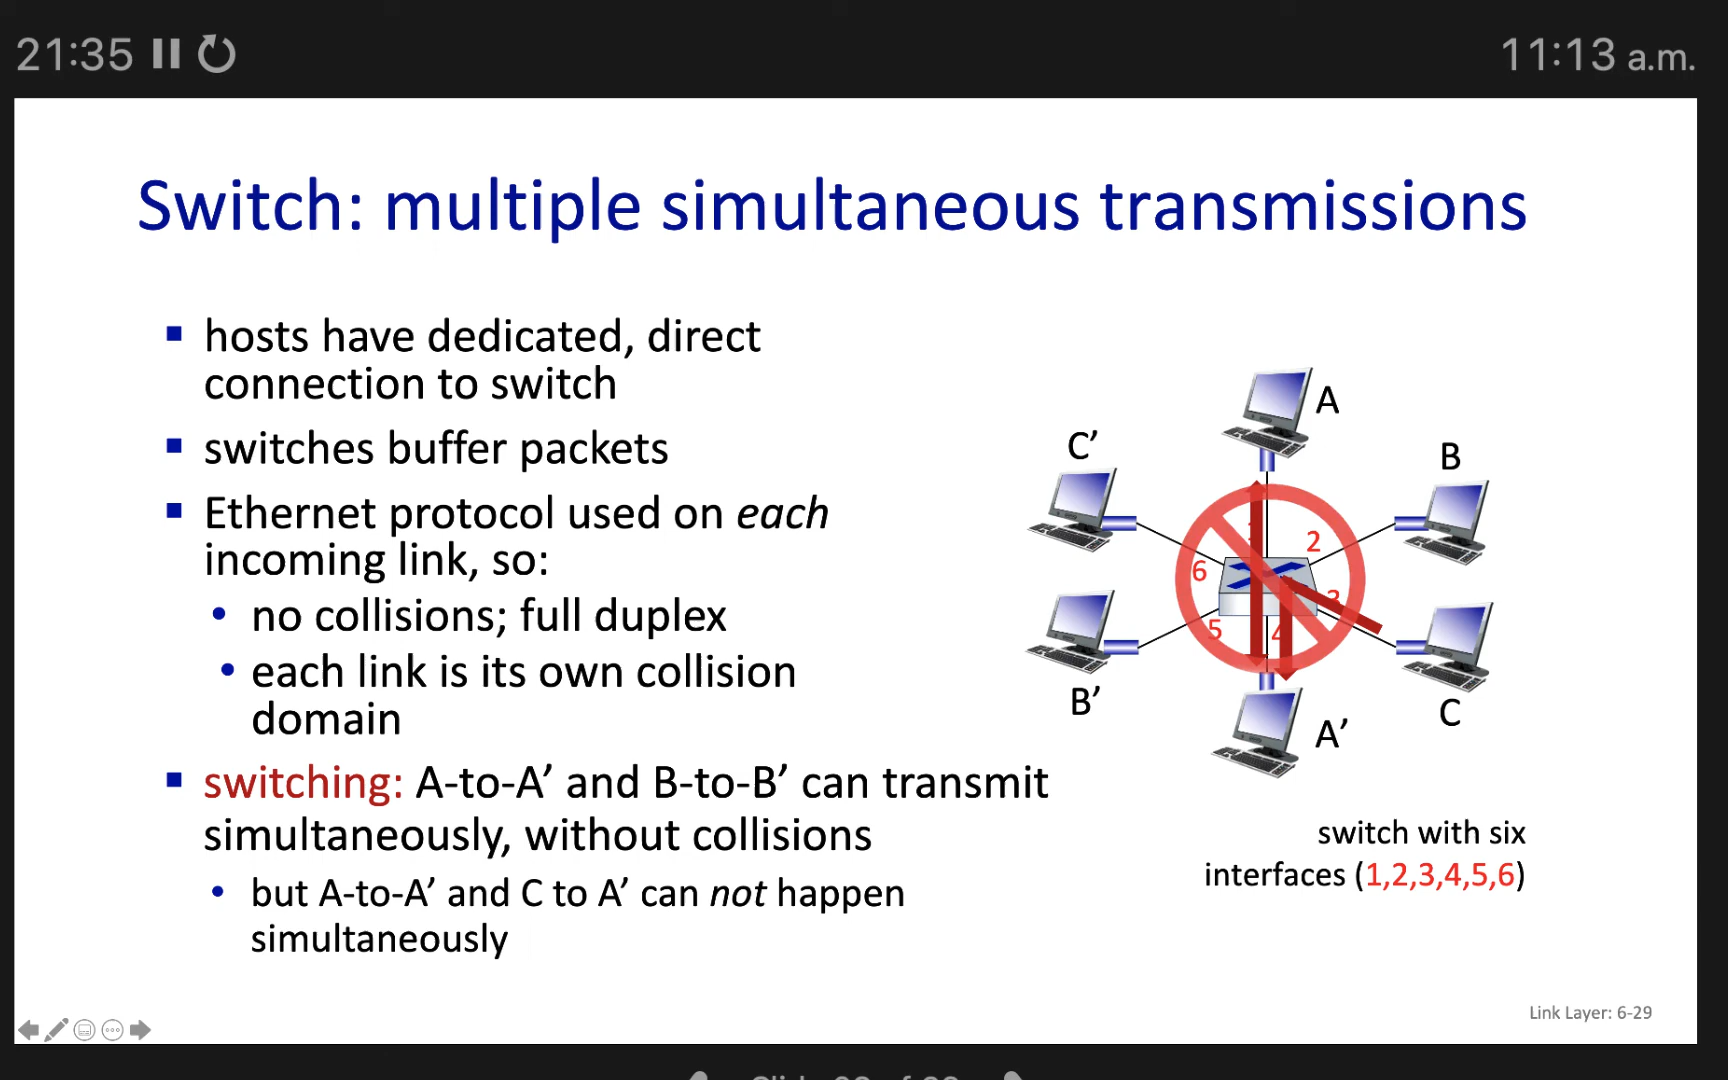 21:35
11:13 a.m.
Switch: multiple simultaneous transmissions
hosts have dedicated, direct
connection to switch
switches buffer packets
Ethernet protocol used on each
incoming link, so:
• no collisions; full duplex
• each link is its own collision
domain
switching: A-to-A’ and B-to-B’ can transmit
simultaneously, without collisions
• but A-to-A’ and C to A’ can not happen
simultaneously
A
B
C’
2
6
3
5
4
B’
C
A’
switch with six
interfaces (1,2,3,4,5,6)
Link Layer: 6-29